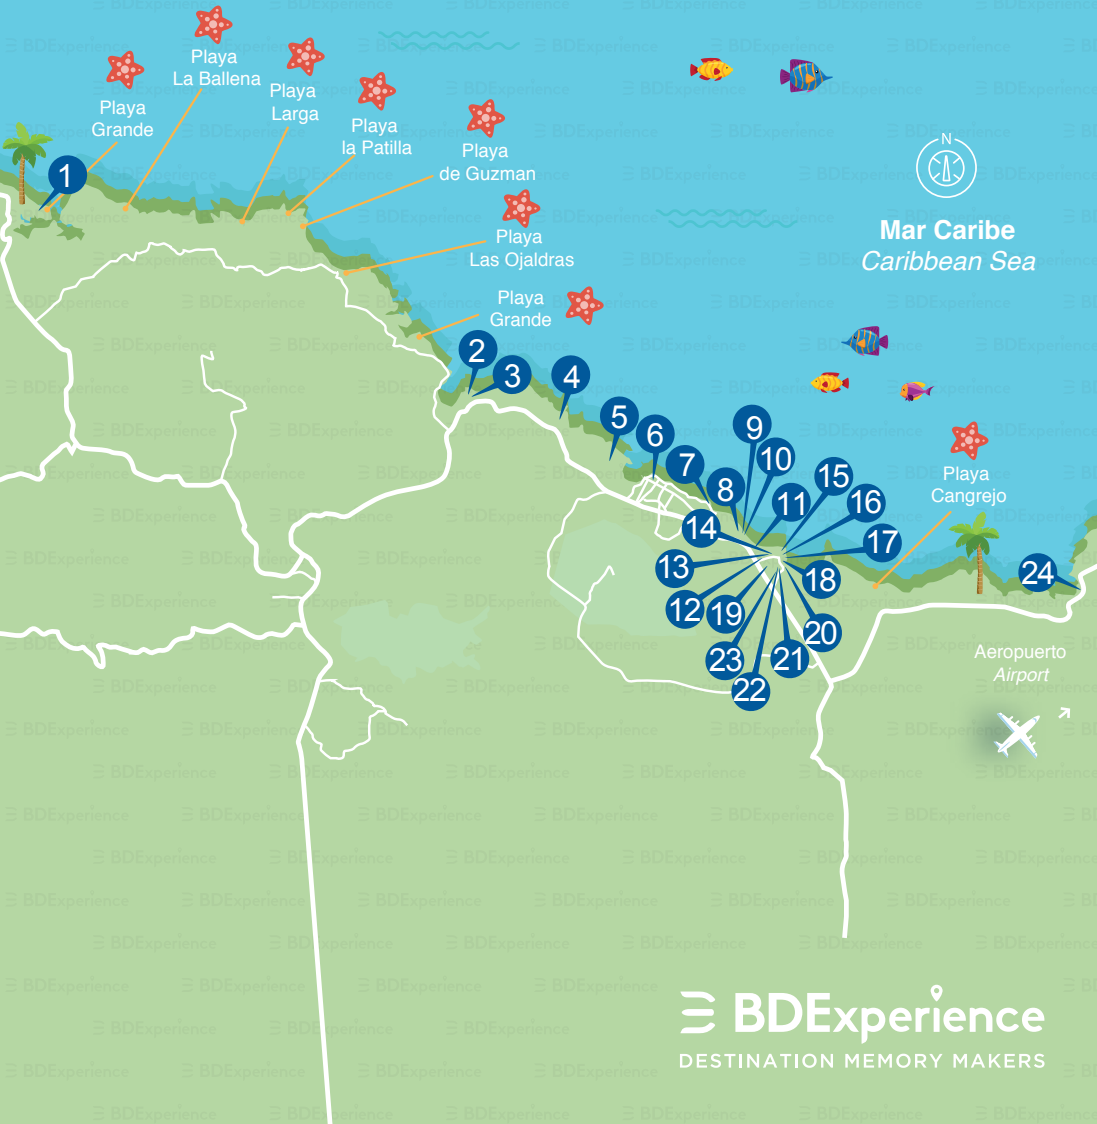 Playa
La Ballena
Playa
Grande
Playa
Larga
Playa
la Patilla
Playa
de Guzman
N
Mar Caribe
Caribbean Sea
Playa
Las Ojaldras
Playa
Grande
1
2
3
4
5
6
7
8
9
10
11
15
16
17
14
13
12
19
18
20
23
21
22
24
Playa
Cangrejo
Aeropuerto
Airport
BDExperience
DESTINATION MEMORY MAKERS